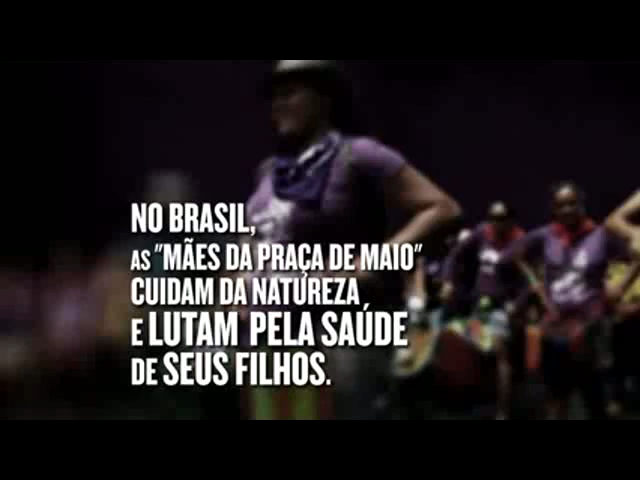 NO BRASIL,
AS "MÃES DA PRAÇA DE MAIO"
CUIDAM DA NATUREZA
E LUTAM PELA SAÚDE
DE SEUS FILHOS.